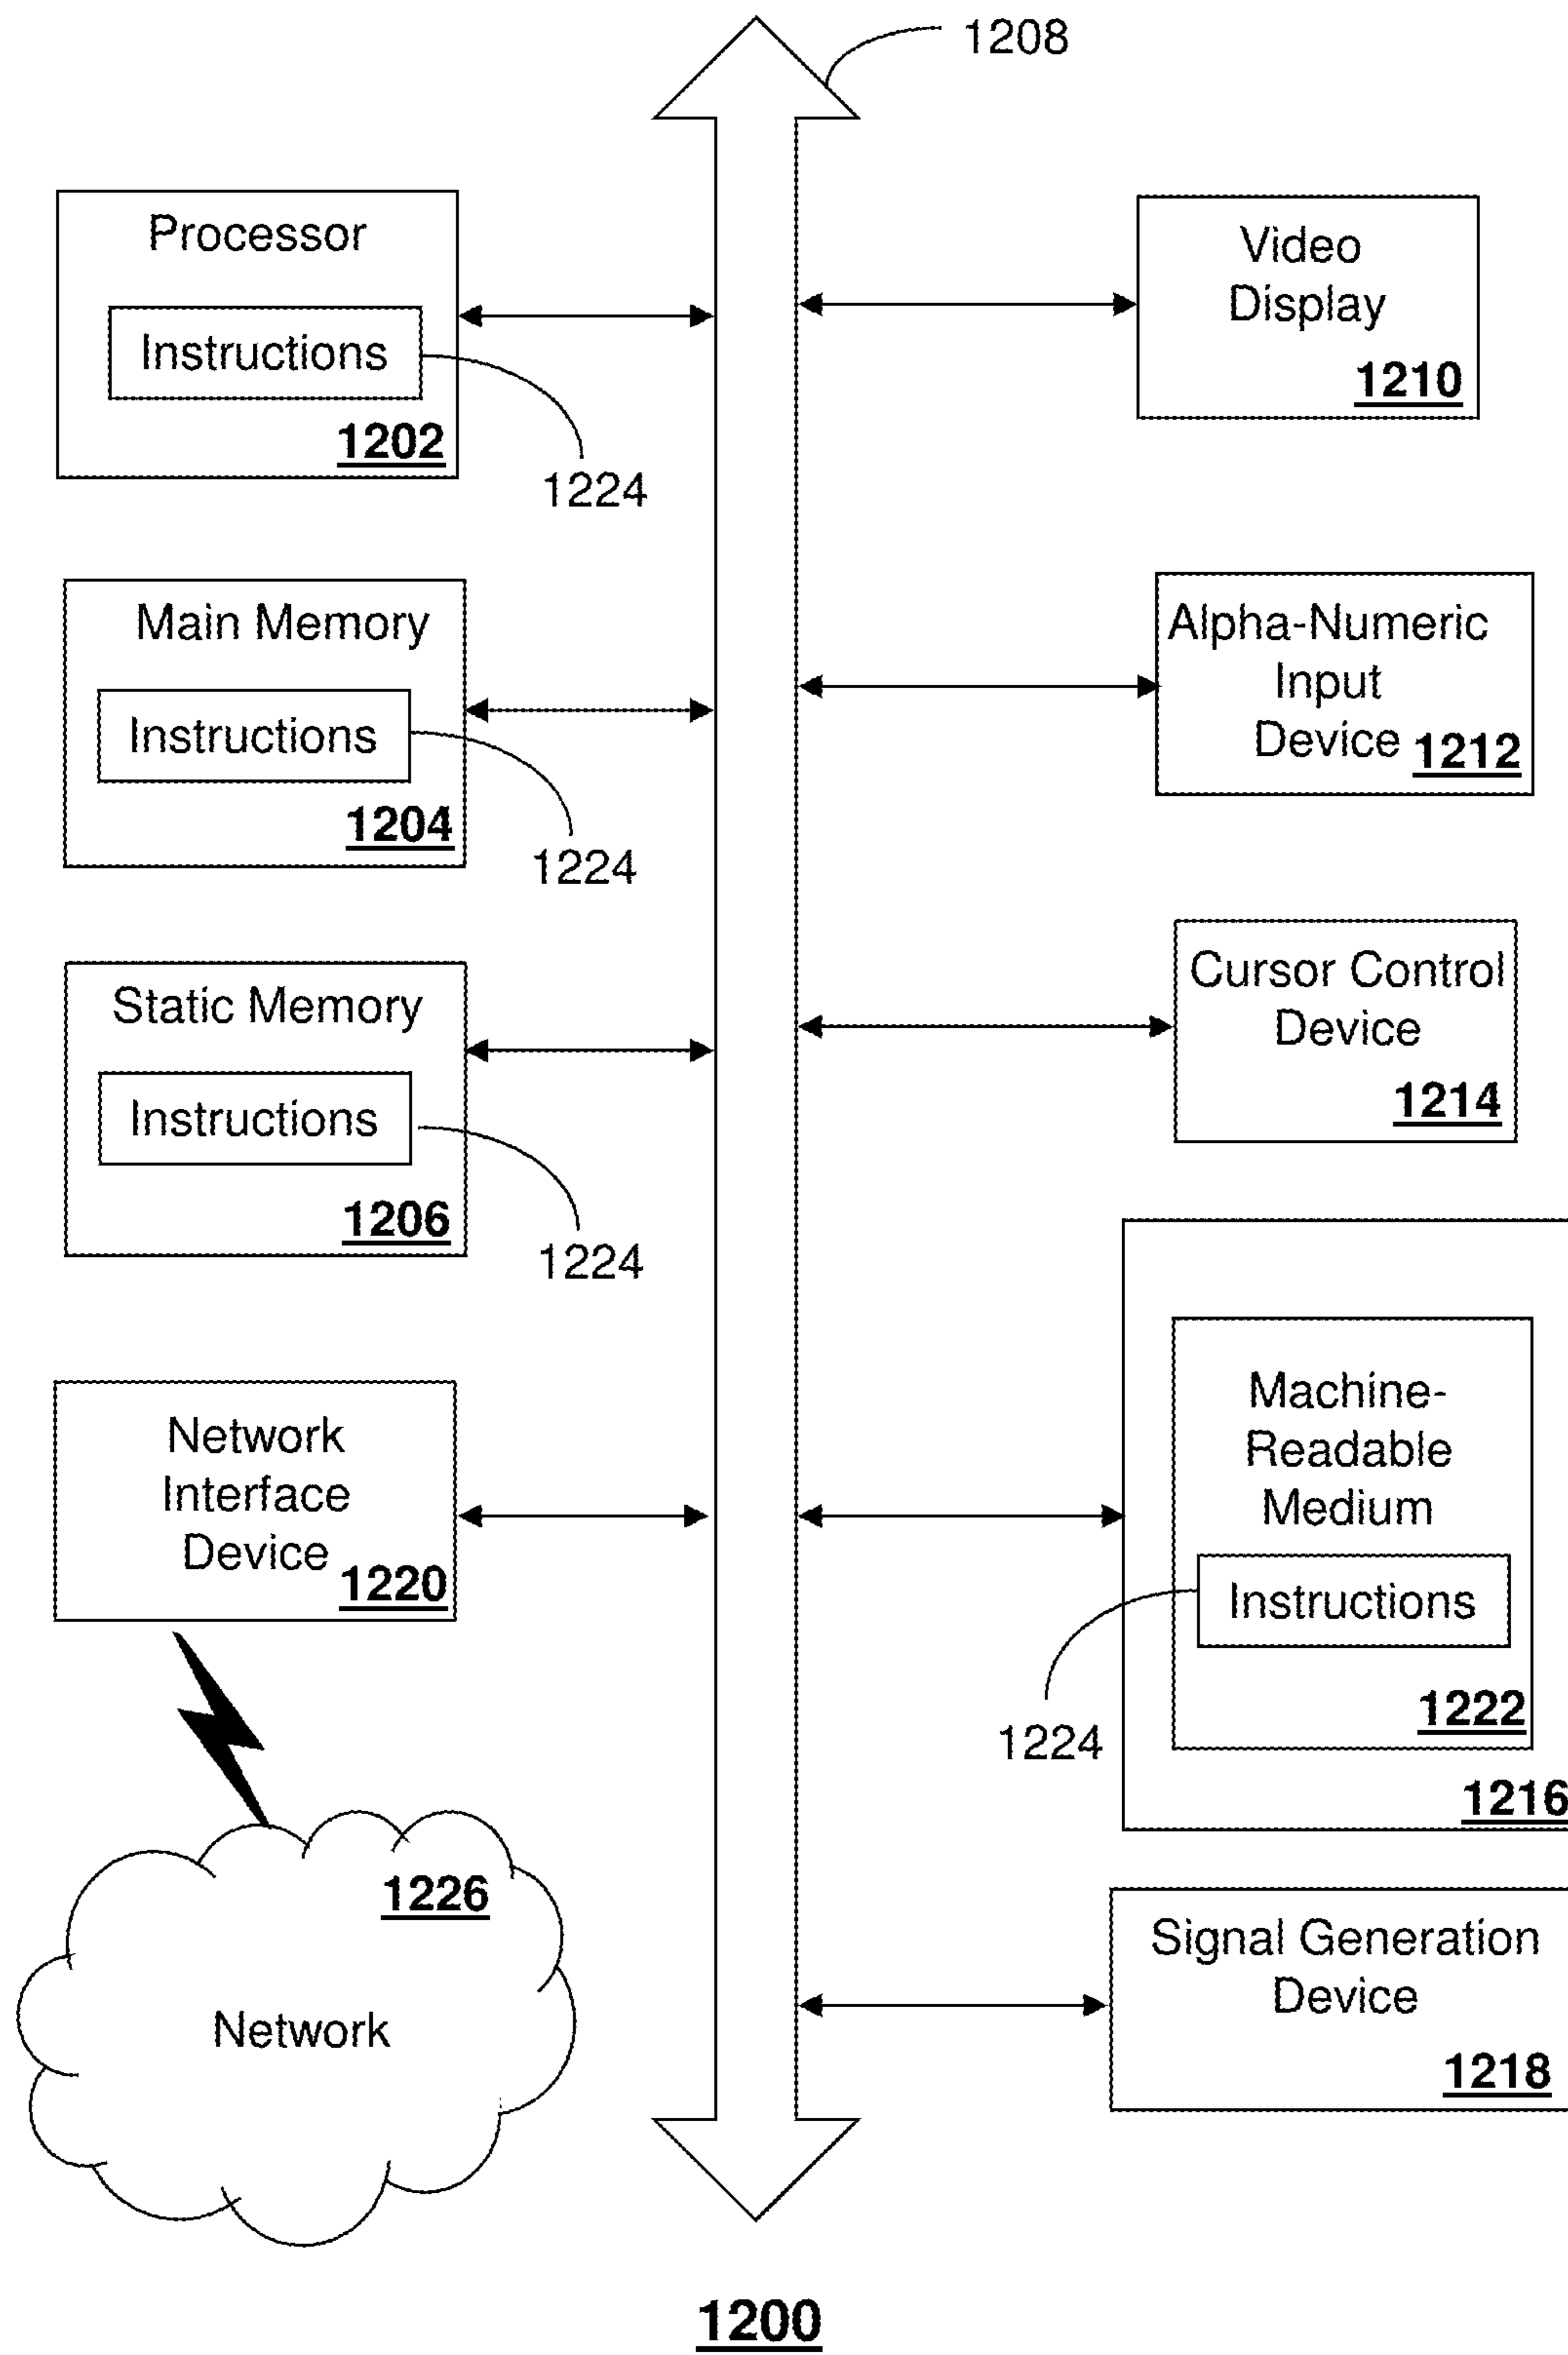 1208
Processor
Instructions
1202
1224
Main Memory
Instructions
1204
1224
Static Memory
Instructions
1206
1224
Network
Interface
Device
1220
1226
Network
Video
Display
1210
Alpha-Numeric
Input
Device 1212
Cursor Control
Device
1214
Machine-
Readable
Medium
Instructions
1222
1224
1216
Signal Generation
Device
1218
1200